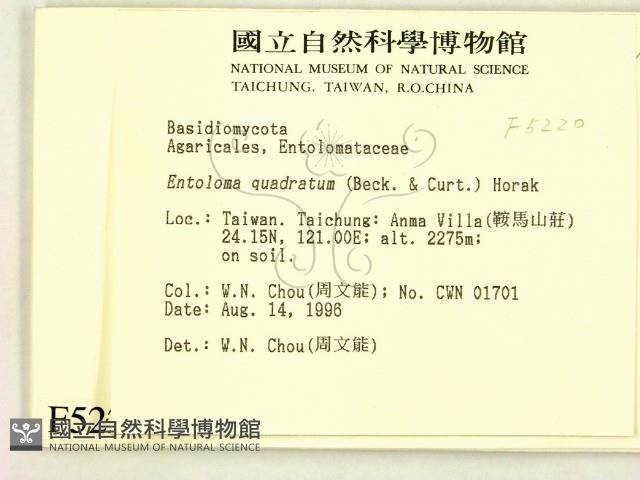 國立自然科學博物館
NATIONAL MUSEUM OF NATURAL SCIENCE
TAICHUNG, TAIWAN, R.O.CHINA
F5220
Basidiomycota
Agaricales, Entolomataceae
Entoloma quadratum (Beck. & Curt.) Horak
Loc.: Taiwan. Taichung: Anma Villa(鞍馬山莊)
24.15N, 121.00E; alt. 2275m;
on soil.
Col.: W.N. Chou(周文能); No. CWN 01701
Date: Aug. 14, 1996
Det.: W.N. Chou(周文能)
國立自然科學博物館
NATIONAL MUSEUM OF NATURAL SCIENCE